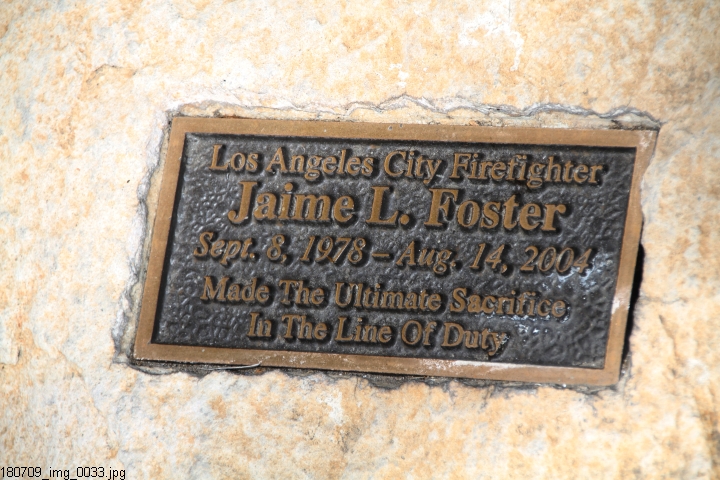 Los Angeles City Firefighter
Jaime L. Foster
Sept. 8, 1978 – Aug. 14, 2004
Made The Ultimate Sacrifice
In The Line Of Duty
180709_img_0033.jpg